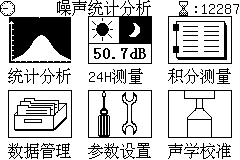 噪声统计分析 :12287
50.7dB
统计分析 24H测量 积分测量
数据管理 参数设置 声学校准